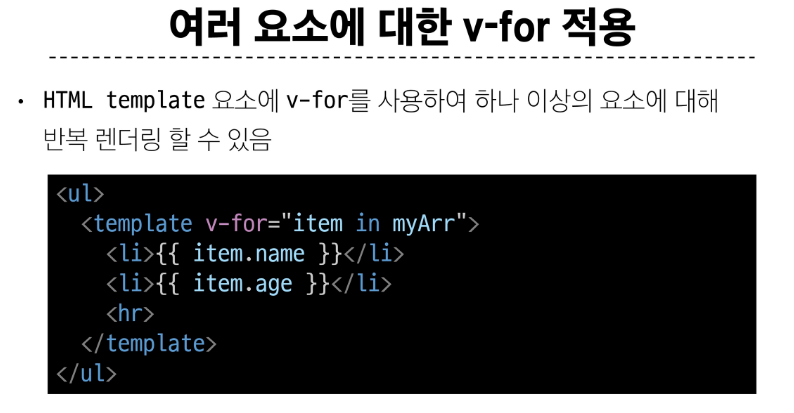 여러 요소에 대한 v-for 적용
• HTML template 요소에 v-for를 사용하여 하나 이상의 요소에 대해
반복 렌더링 할 수 있음
<ul>
  <template v-for="item in myArr">
    <li>{{ item.name }}</li>
    <li>{{ item.age }}</li>
    <hr>
  </template>
</ul>